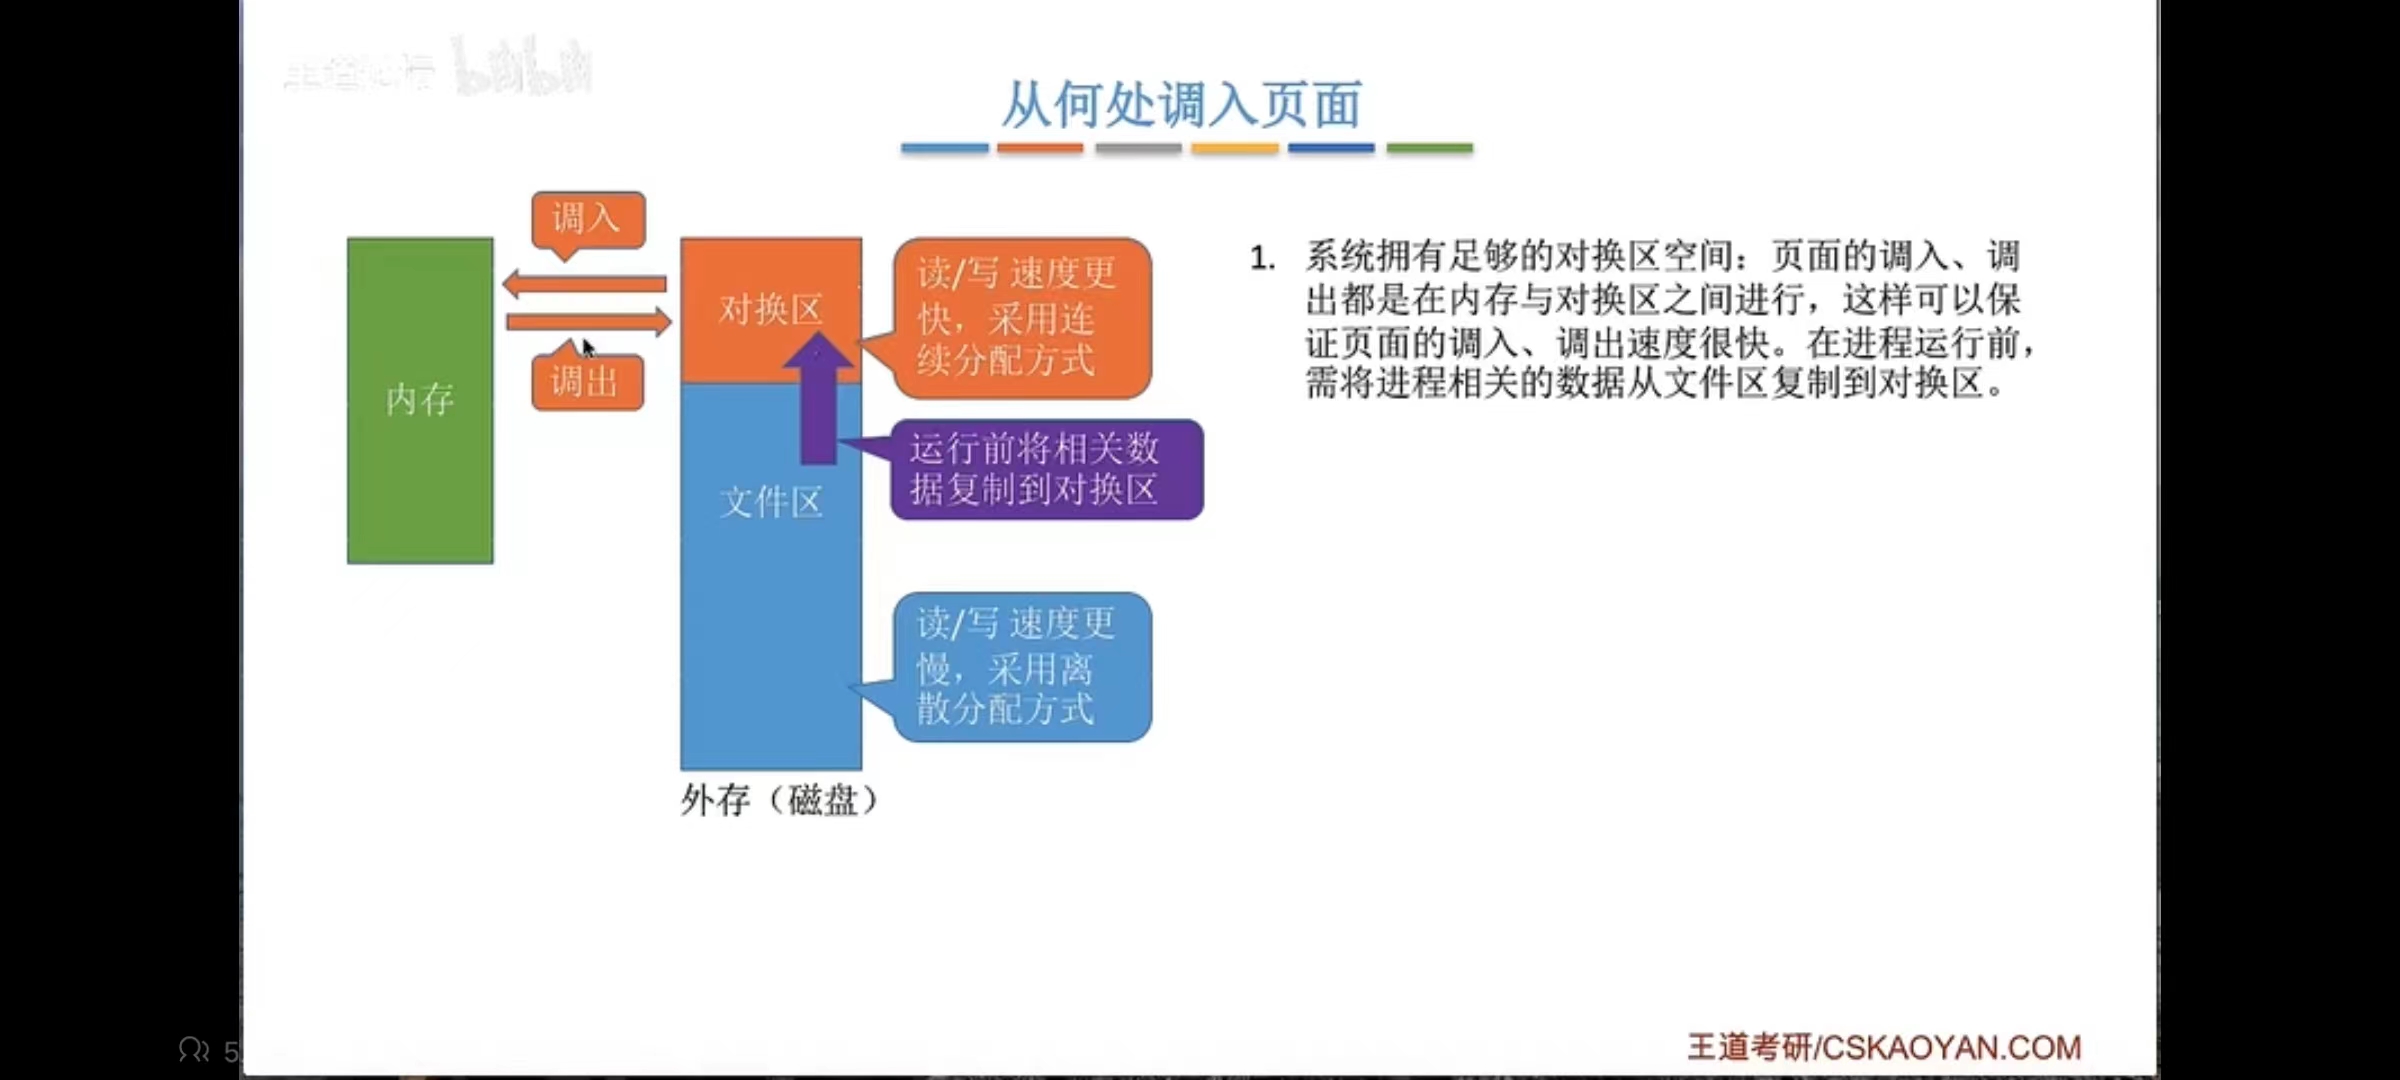 从何处调入页面
调入
内存
调出
对换区
文件区
外存（磁盘）
读/写 速度更
快，采用连
续分配方式
运行前将相关数
据复制到对换区
读/写 速度更
慢，采用离
散分配方式
1. 系统拥有足够的对换区空间：页面的调入、调
出都是在内存与对换区之间进行，这样可以保
证页面的调入、调出速度很快。在进程运行前，
需将进程相关的数据从文件区复制到对换区。
王道考研/CSKAOYAN.COM